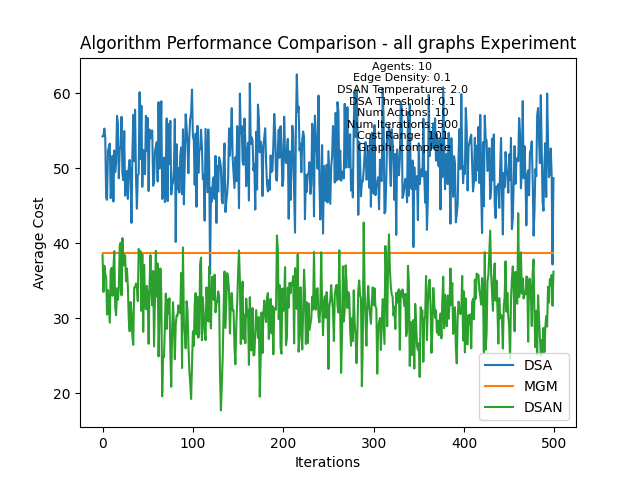 Algorithm Performance Comparison - all graphs Experiment
Agents: 10
Edge Density: 0.1
DSAN Temperature: 2.0
DSA Threshold: 0.1
Num Actions: 10
Num Iterations: 500
Cost Range: 101
Graph: complete
Average Cost
60
50
40
30
20
0
100
200
300
400
500
Iterations
DSA
MGM
DSAN